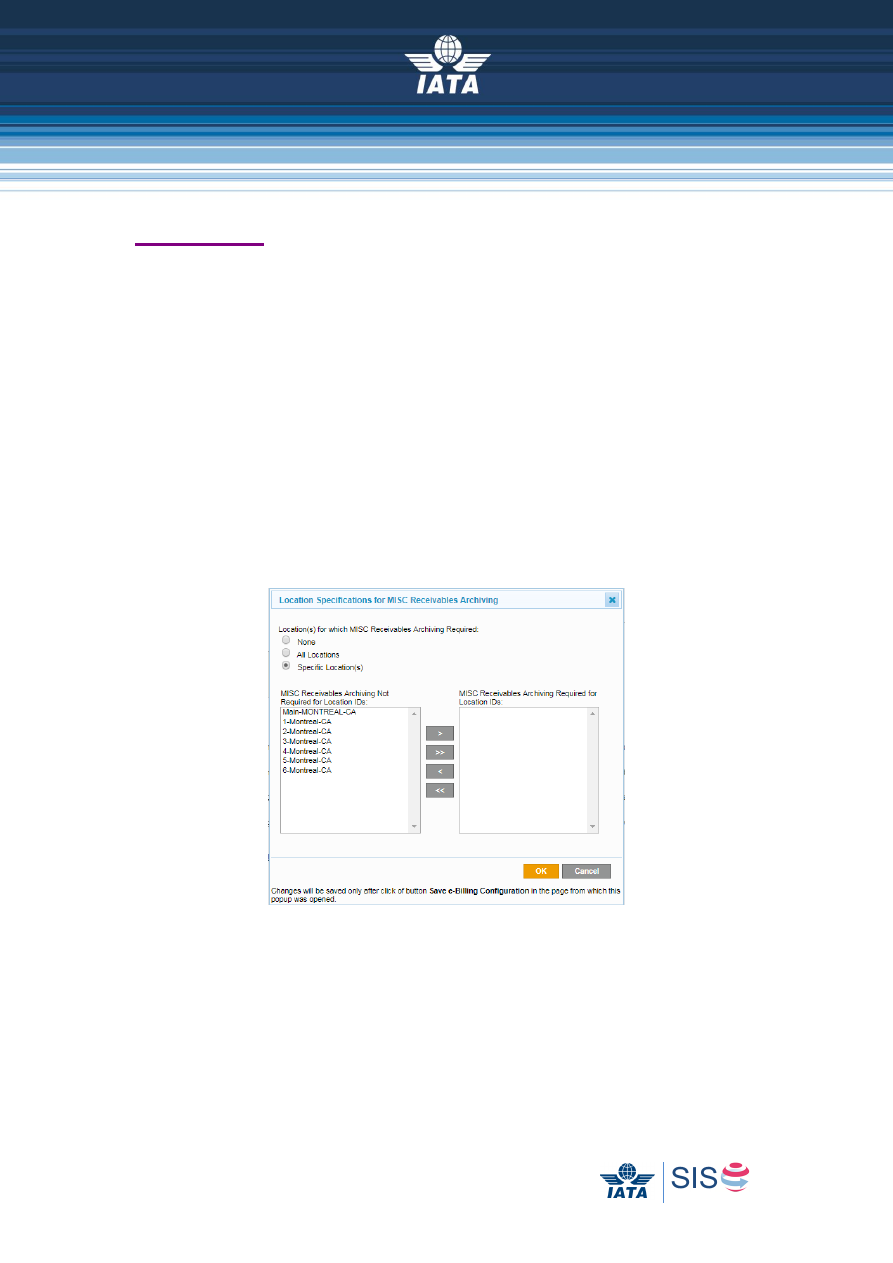 IATA
Location Specifications for MISC Receivables Archiving
Location(s) for which MISC Receivables Archiving Required:
None
All Locations
Specific Location(s)
MISC Receivables Archiving Not
Required for Location IDs:
Main-MONTREAL-CA
1-Montreal-CA
2-Montreal-CA
3-Montreal-CA
4-Montreal-CA
5-Montreal-CA
6-Montreal-CA
>
>>
<
<<
MISC Receivables Archiving Required for
Location IDs:
OK
Cancel
Changes will be saved only after click of button Save e-Billing Configuration in the page from which this
popup was opened.
IATA
SIS